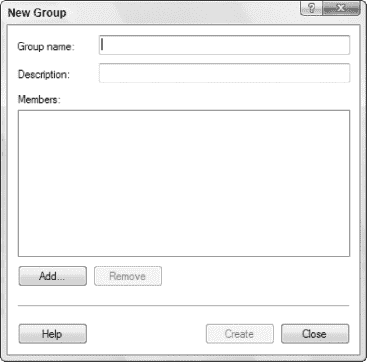 New Group
?
Group name:
Description:
Members:
Add...
Remove
Help
Create
Close